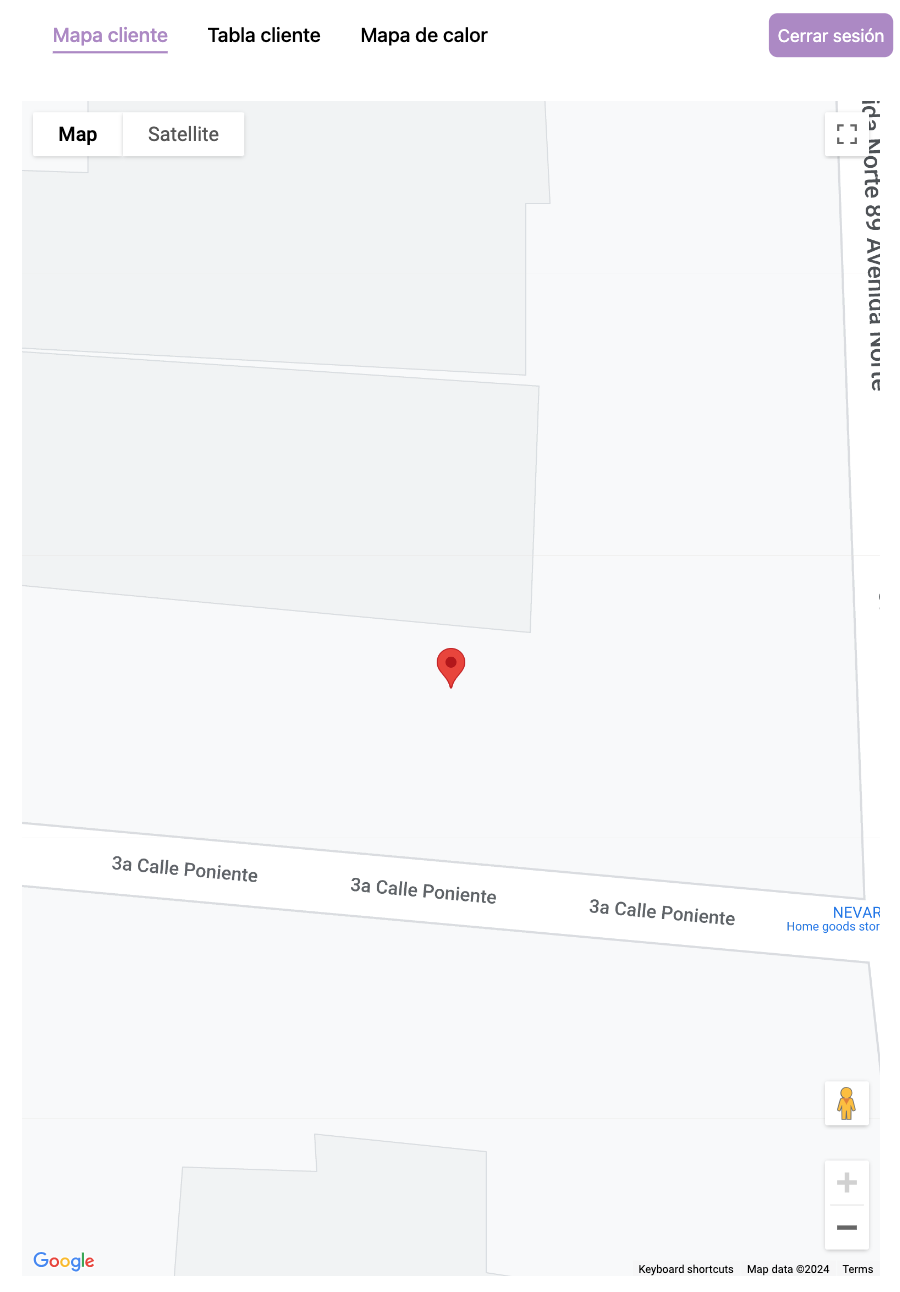 Mapa cliente
Tabla cliente
Mapa de calor
Cerrar sesión
Map
Satellite
Norte 89 Avenida Norte
3a Calle Poniente
3a Calle Poniente
3a Calle Poniente
NEVAR
Home goods stor
Google
Keyboard shortcuts
Map data ©2024
Terms